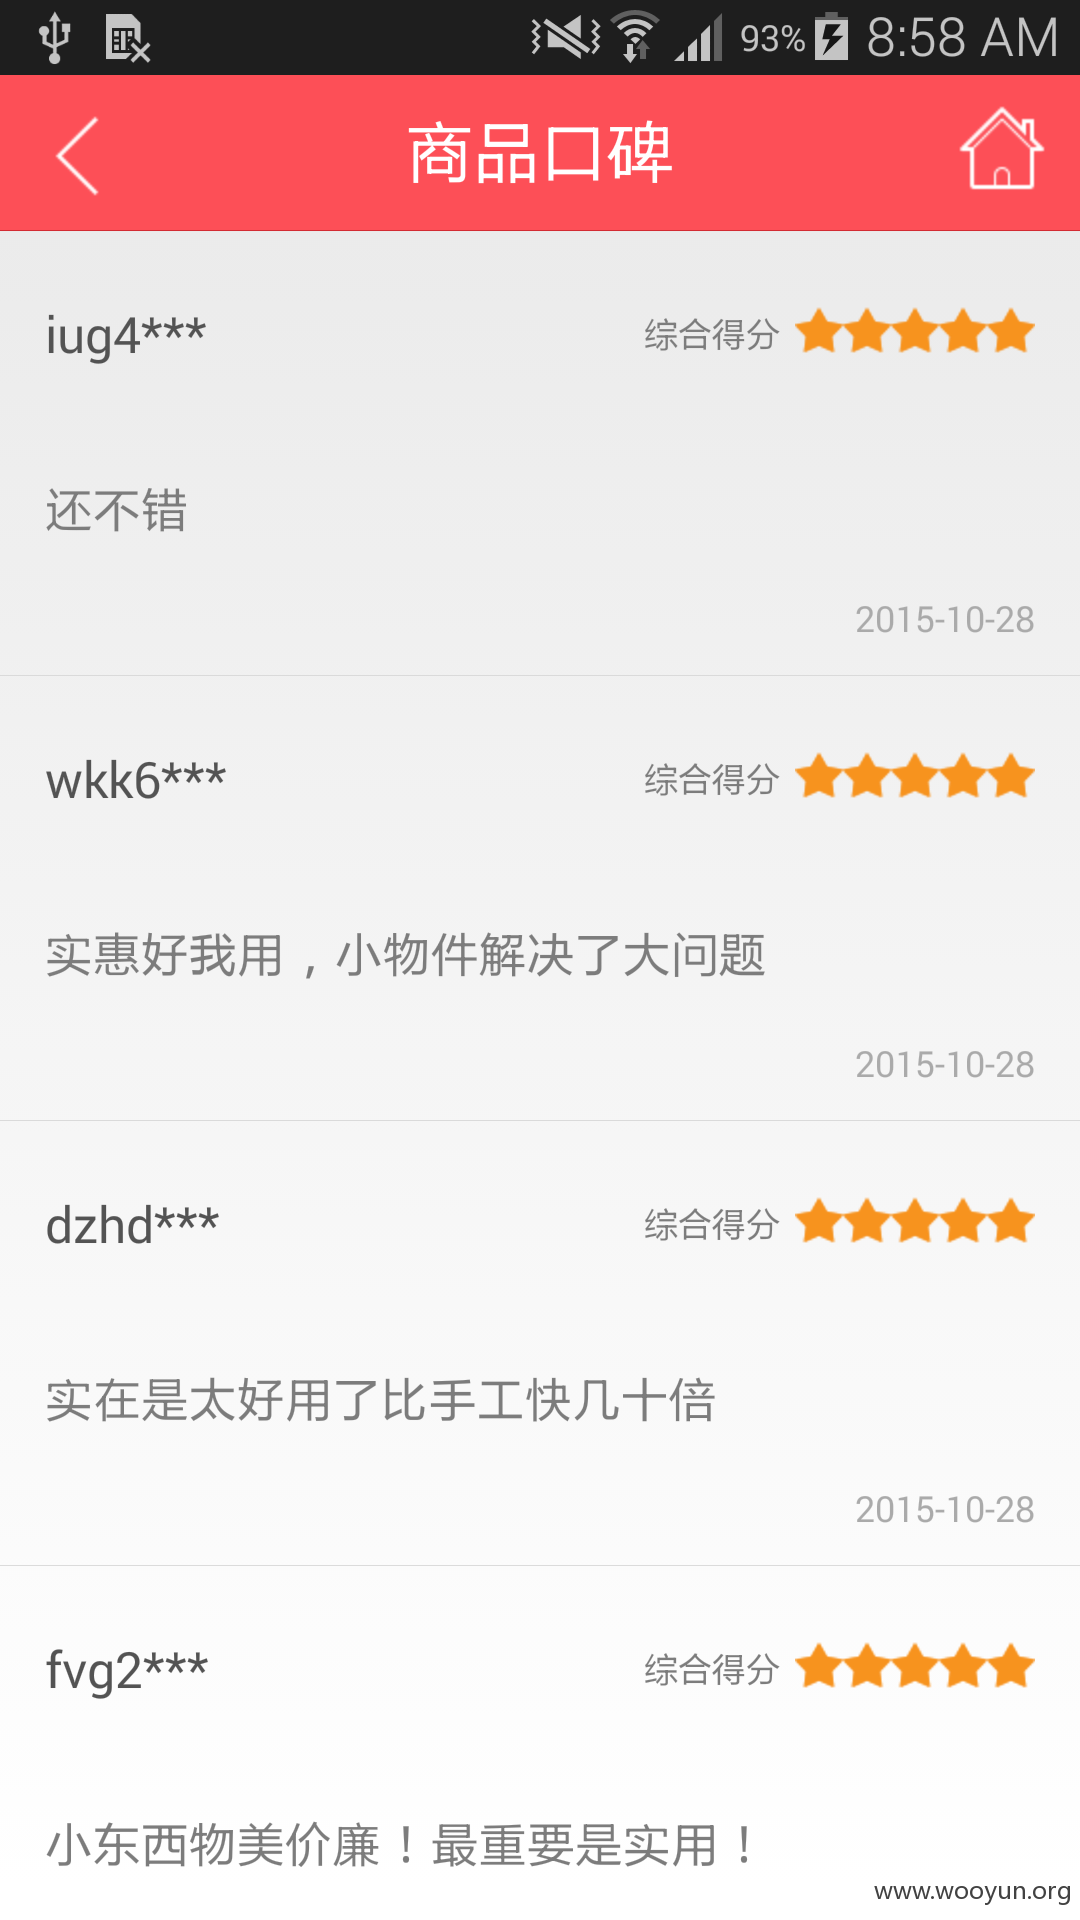 93% 8:58 AM
商品口碑
iug4***
综合得分
还不错
2015-10-28
wkk6***
综合得分
实惠好我用，小物件解决了大问题
2015-10-28
dzhd***
综合得分
实在是太好用了比手工快几十倍
2015-10-28
fvg2***
综合得分
小东西物美价廉！最重要是实用！
www.wooyun.org